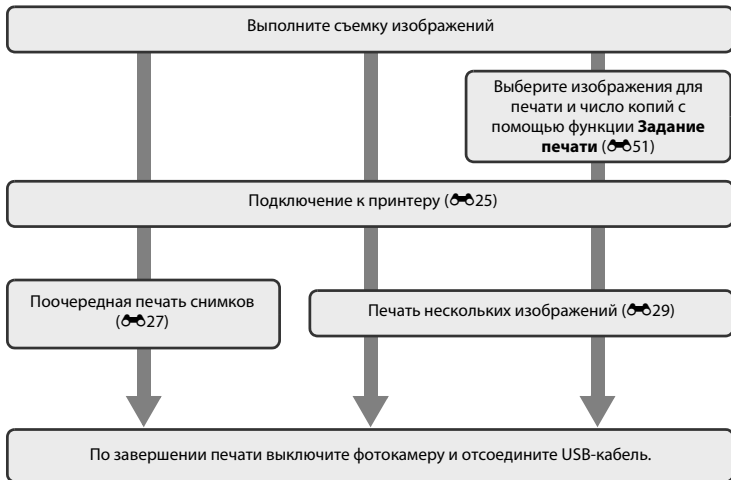 Выполните съемку изображений
Выберите изображения для
печати и число копий с
помощью функции Задание
печати (51)
Подключение к принтеру (25)
Поочередная печать снимков
(27)
Печать нескольких изображений (29)
По завершении печати выключите фотокамеру и отсоедините USB-кабель.